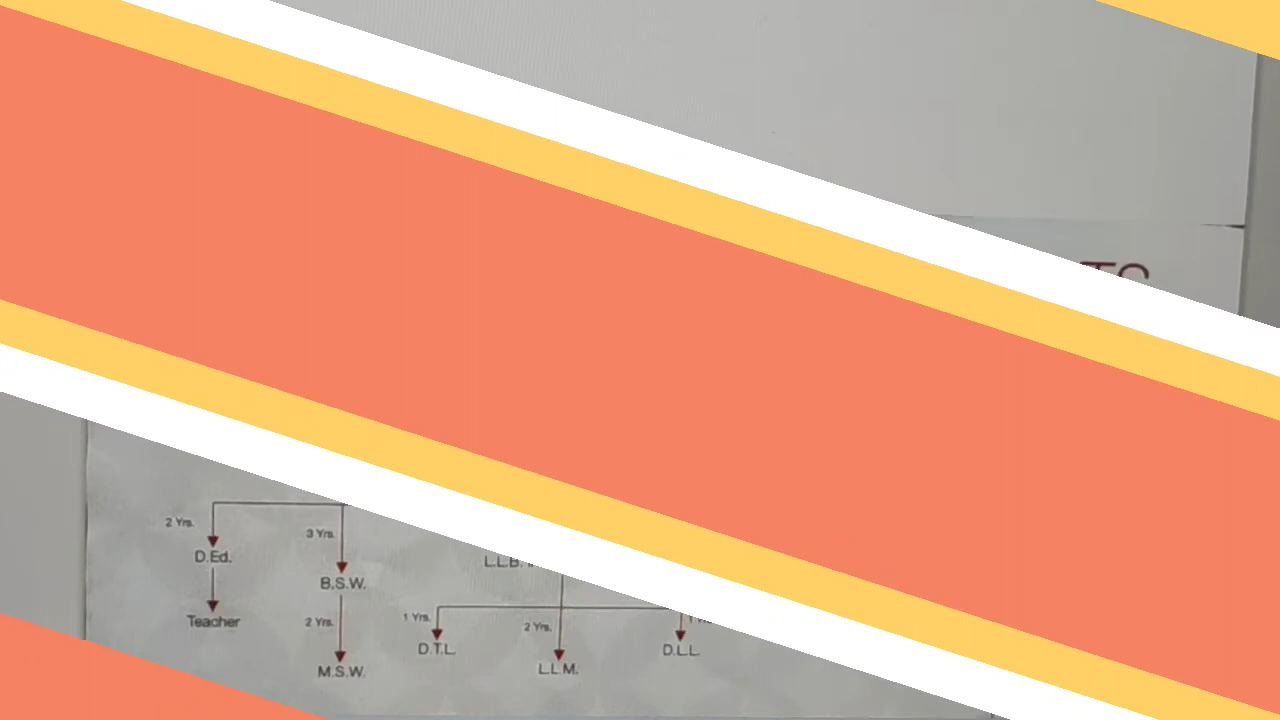 2 Yrs.
3 Yrs.
D.Ed.
L.L.B.
B.S.W.
1 Yrs.
Teacher
2 Yrs.
2 Yrs.
D.T.L.
D.L.L.
L.L.M.
M.S.W.